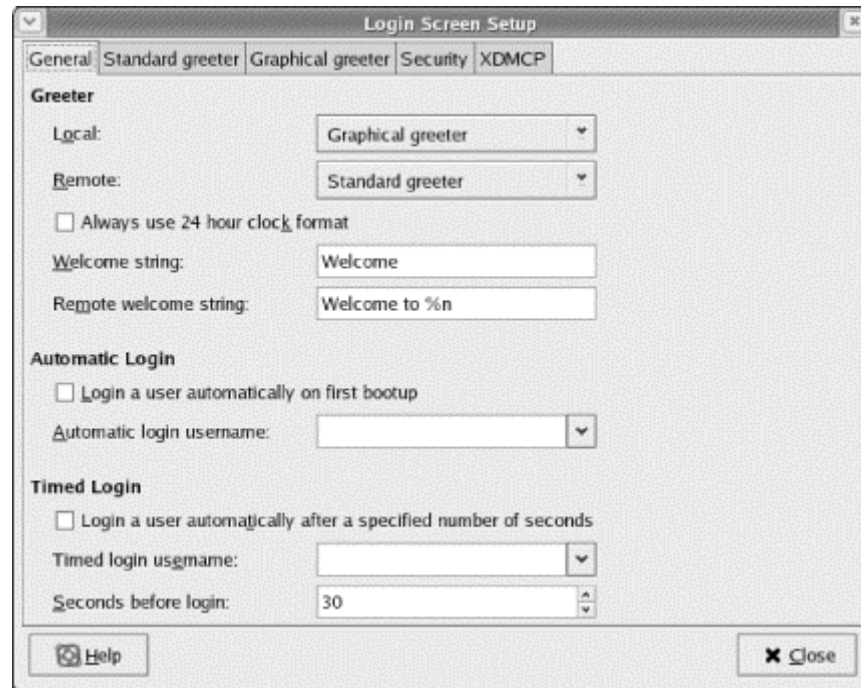 Login Screen Setup
General Standard greeter Graphical greeter Security XDMCP
Greeter
Local: Graphical greeter
Remote: Standard greeter
Always use 24 hour clock format
Welcome string: Welcome
Remote welcome string: Welcome to %n
Automatic Login
Login a user automatically on first bootup
Automatic login username:
Timed Login
Login a user automatically after a specified number of seconds
Timed login username:
Seconds before login: 30
Help Close